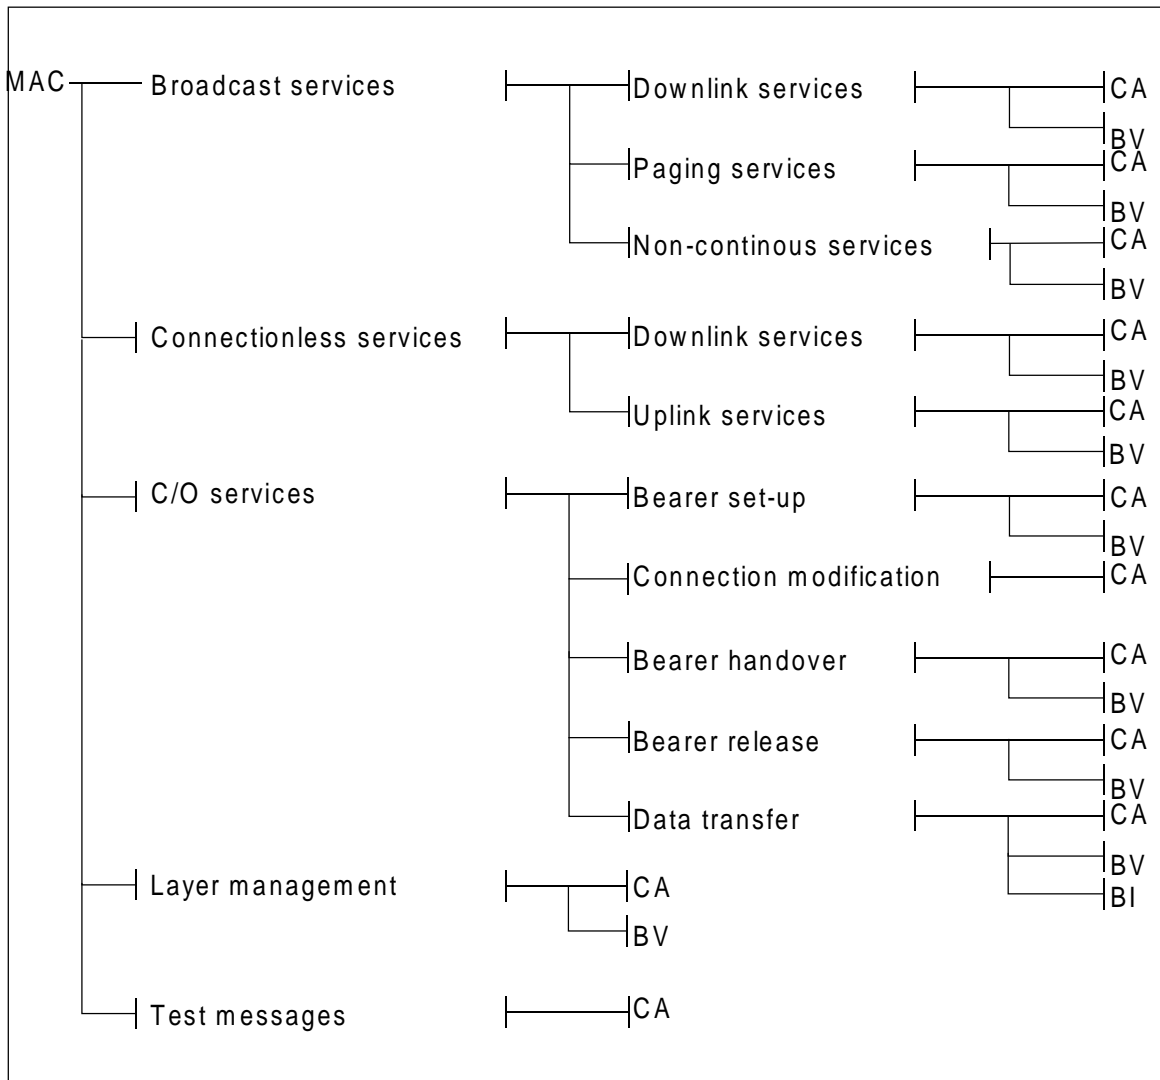 MAC Broadcast services Downlink services CA
BV
Paging services CA
BV
Non-continous services CA
BV
Connectionless services Downlink services CA
BV
Uplink services CA
BV
C/O services Bearer set-up CA
BV
Connection modification CA
Bearer handover CA
BV
Bearer release CA
BV
Data transfer CA
BV
Layer management CA BI
BV
Test messages CA